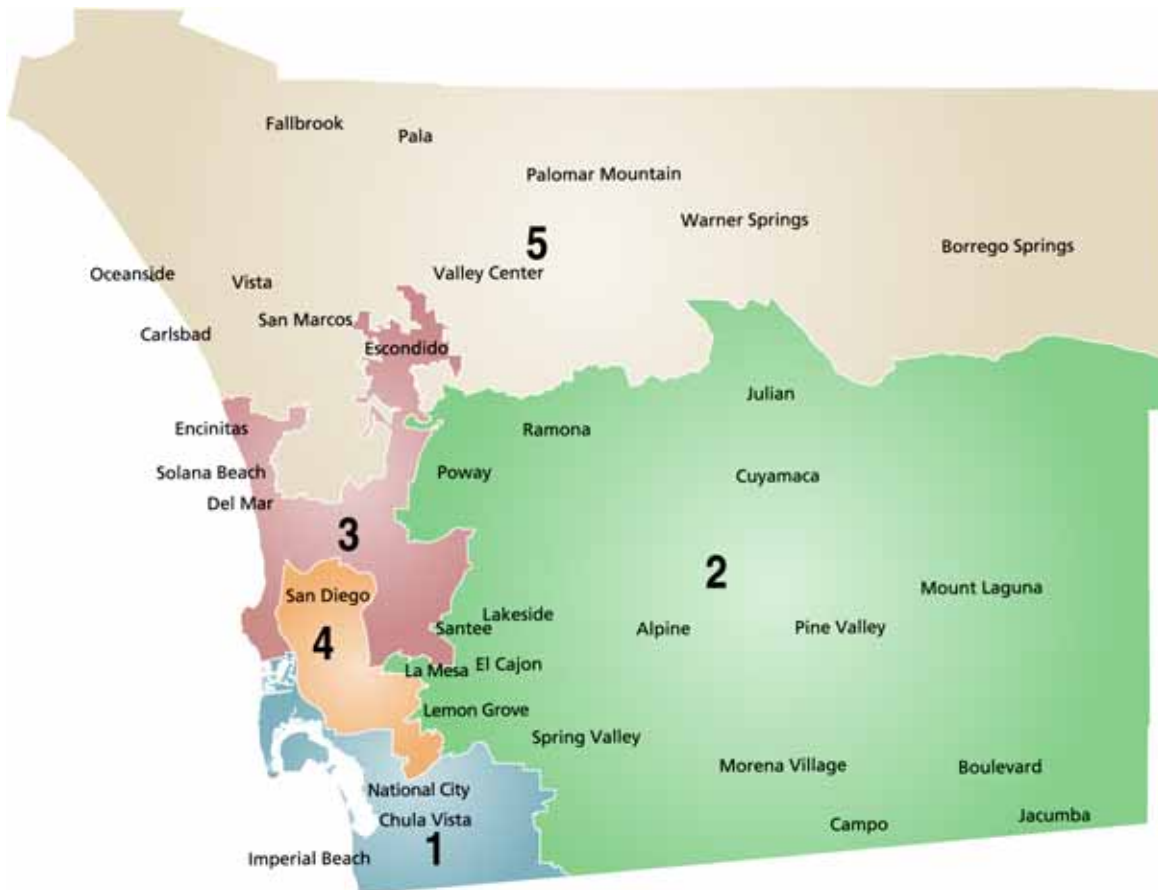 Fallbrook
Pala
Palomar Mountain
Warner Springs
5
Borrego Springs
Oceanside
Vista
Valley Center
San Marcos
Carlsbad
Escondido
Julian
Encinitas
Ramona
Solana Beach
Poway
Cuyamaca
Del Mar
3
2
Mount Laguna
San Diego
Lakeside
Santee
Alpine
Pine Valley
4
La Mesa
El Cajon
Lemon Grove
Spring Valley
Morena Village
Boulevard
National City
Chula Vista
Jacumba
Campo
1
Imperial Beach